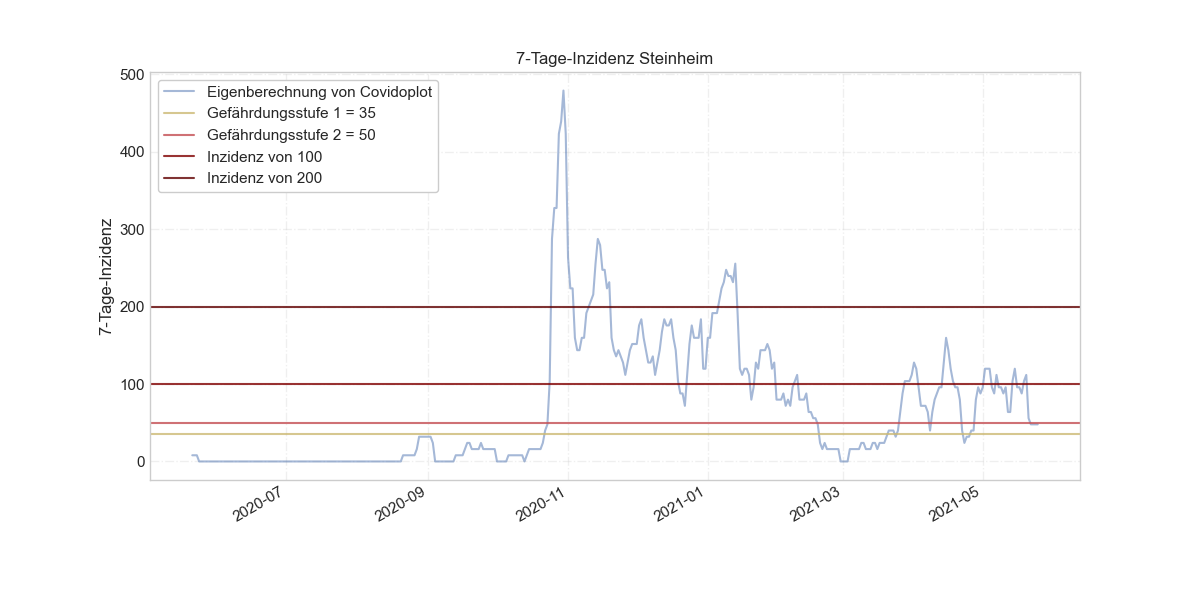 7-Tage-Inzidenz Steinheim
500
400
300
200
100
0
7-Tage-Inzidenz
Eigenberechnung von Covidoplot
Gefährdungsstufe 1 = 35
Gefährdungsstufe 2 = 50
Inzidenz von 100
Inzidenz von 200
2020-07
2020-09
2020-11
2021-01
2021-03
2021-05